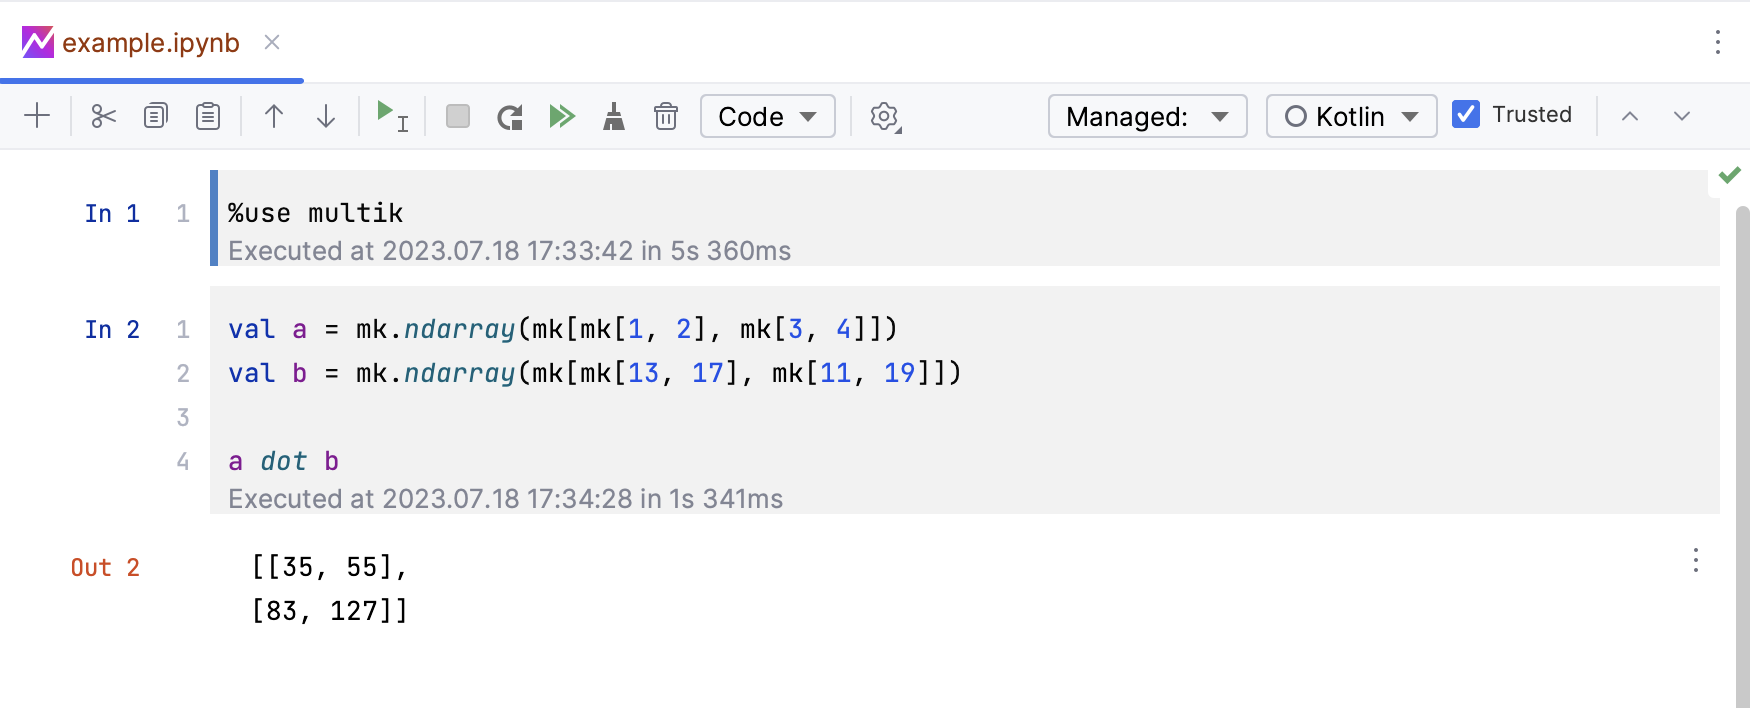 example.ipynb
Code Managed: Kotlin Trusted
In 1 1 %use multik
Executed at 2023.07.18 17:33:42 in 5s 360ms
In 2 1 val a = mk.ndarray(mk[mk[1, 2], mk[3, 4]])
2 val b = mk.ndarray(mk[mk[13, 17], mk[11, 19]])
3
4 a dot b
Executed at 2023.07.18 17:34:28 in 1s 341ms
Out 2 [[35, 55],
[83, 127]]